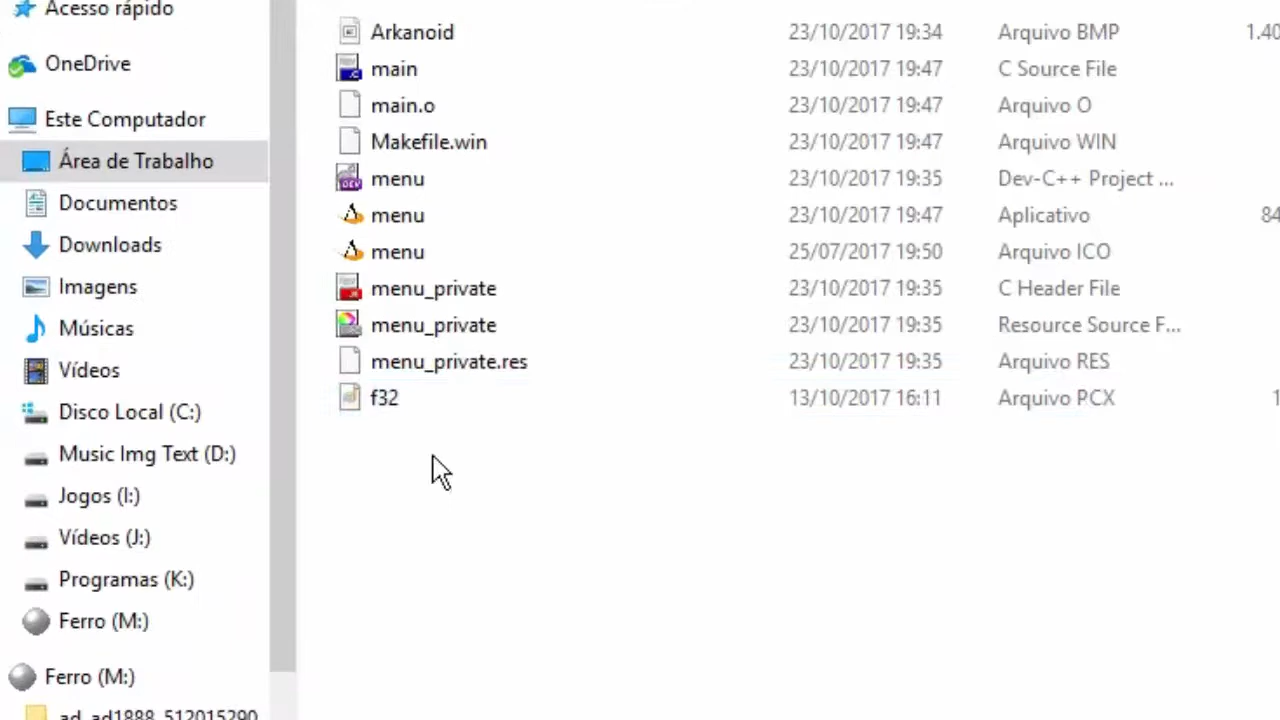 Acesso rápido
OneDrive
Este Computador
Área de Trabalho
Documentos
Downloads
Imagens
Músicas
Vídeos
Disco Local (C:)
Music Img Text (D:)
Jogos (I:)
Vídeos (J:)
Programas (K:)
Ferro (M:)
Ferro (M:)
ad_ad1888_512015290
Arkanoid 23/10/2017 19:34 Arquivo BMP 1.40
main 23/10/2017 19:47 C Source File
main.o 23/10/2017 19:47 Arquivo O
Makefile.win 23/10/2017 19:47 Arquivo WIN
menu 23/10/2017 19:35 Dev-C++ Project ...
menu 23/10/2017 19:47 Aplicativo 84
menu 25/07/2017 19:50 Arquivo ICO
menu_private 23/10/2017 19:35 C Header File
menu_private 23/10/2017 19:35 Resource Source F...
menu_private.res 23/10/2017 19:35 Arquivo RES
f32 13/10/2017 16:11 Arquivo PCX 1